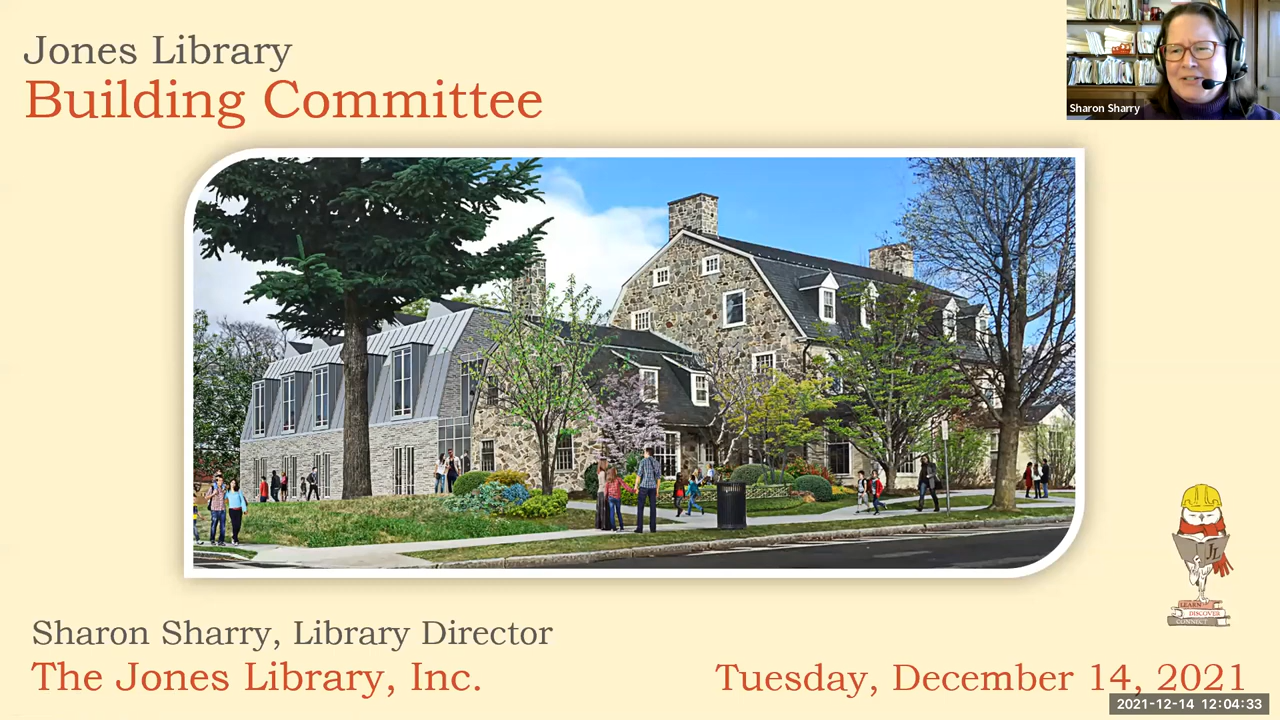 Jones Library
Building Committee
Sharon Sharry
JL
LEARN
DISCOVER
CONNECT
Sharon Sharry, Library Director
The Jones Library, Inc.
Tuesday, December 14, 2021
2021-12-14 12:04:33